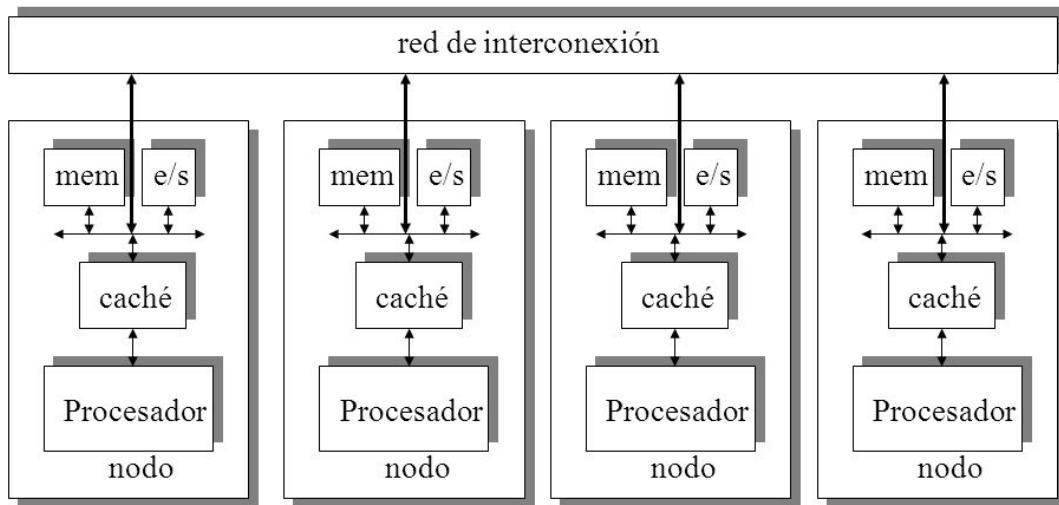 red de interconexión
mem e/s mem e/s mem e/s mem e/s
caché caché caché caché
Procesador Procesador Procesador Procesador
nodo nodo nodo nodo